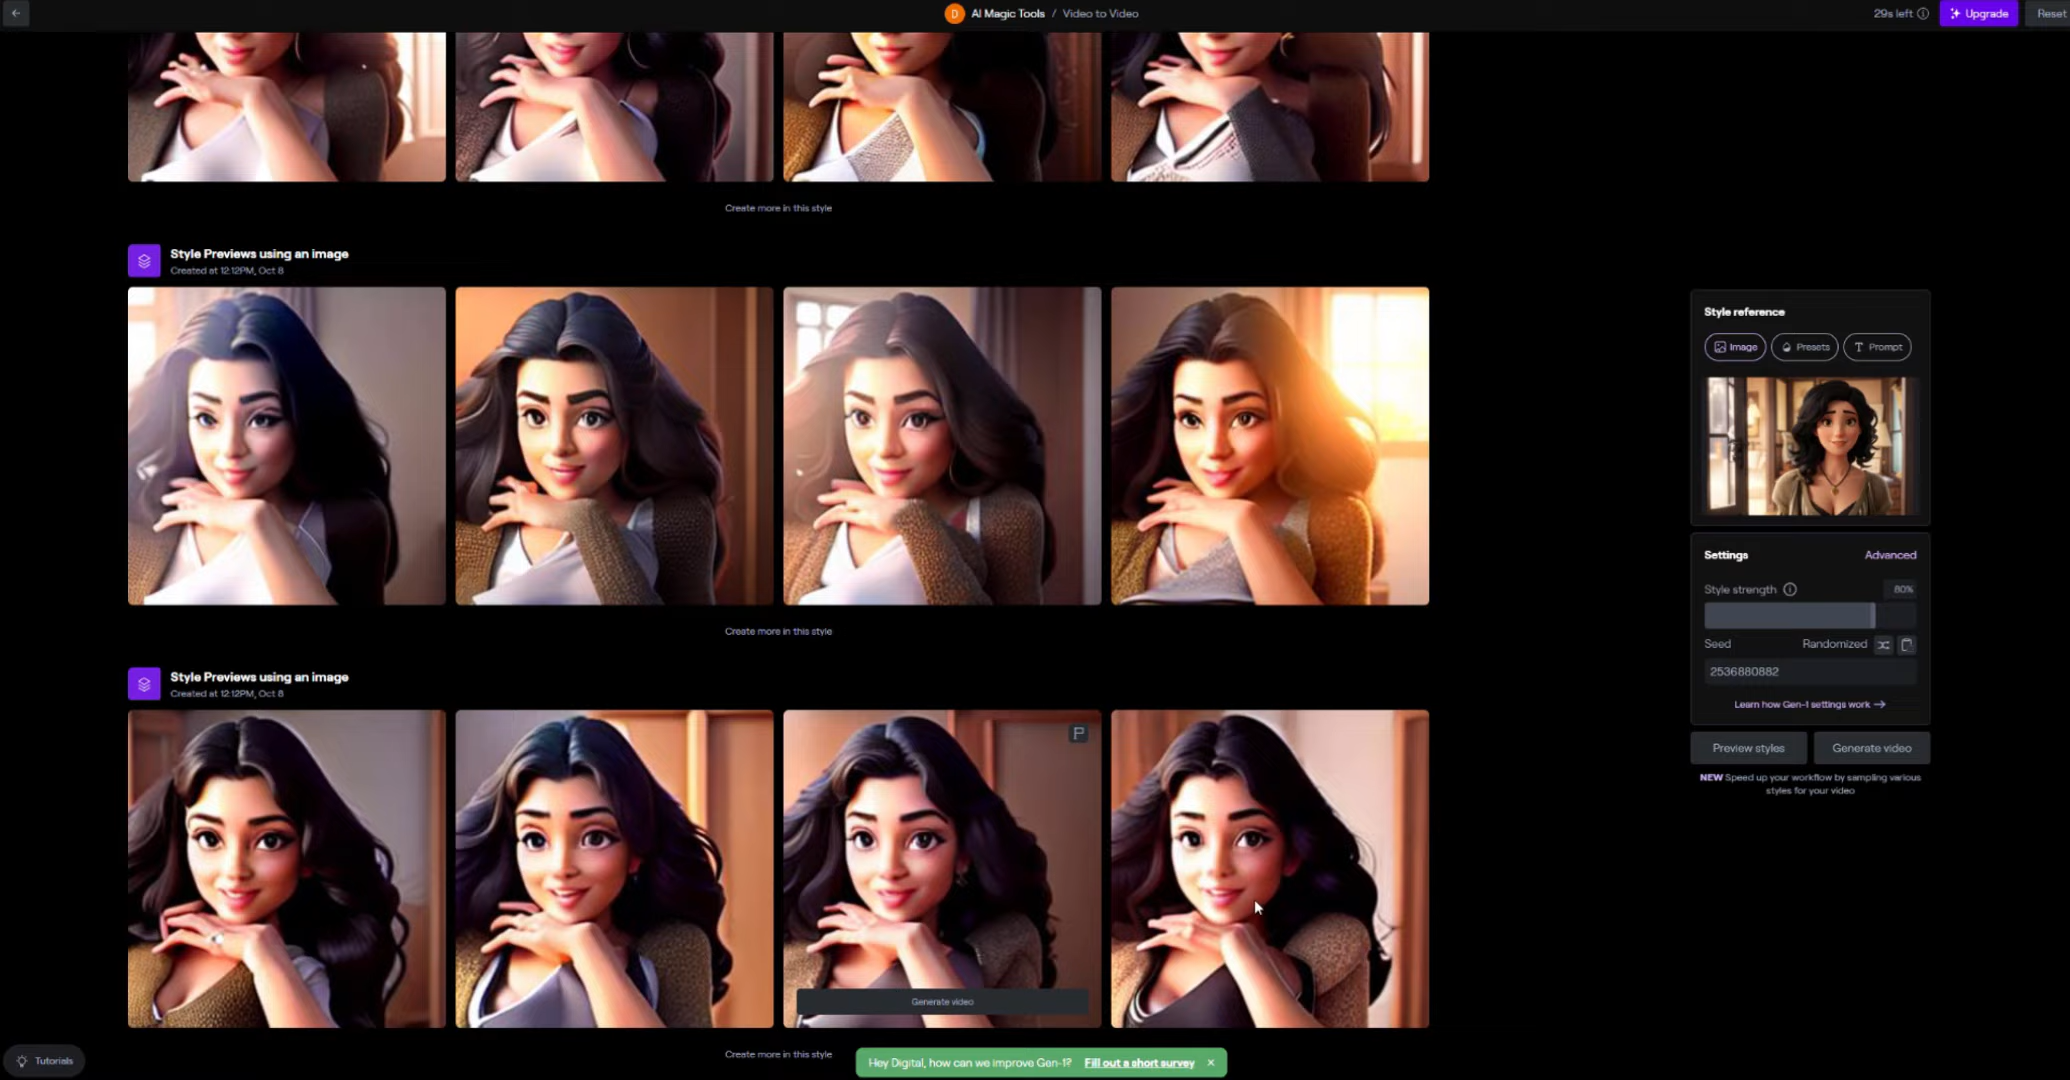 D AI Magic Tools / Video to Video
29s left Upgrade Reset
Create more in this style
Style Previews using an image
Created at 12:12PM, Oct 8
Create more in this style
Style Previews using an image
Created at 12:12PM, Oct 8
Generate video
Create more in this style
Style reference
Image Presets Prompt
Settings Advanced
Style strength 80%
Seed Randomized
2536880882
Learn how Gen-1 settings work →
Preview styles Generate video
NEW Speed up your workflow by sampling various
styles for your video
Tutorials
Hey Digital, how can we improve Gen-1? Fill out a short survey ×